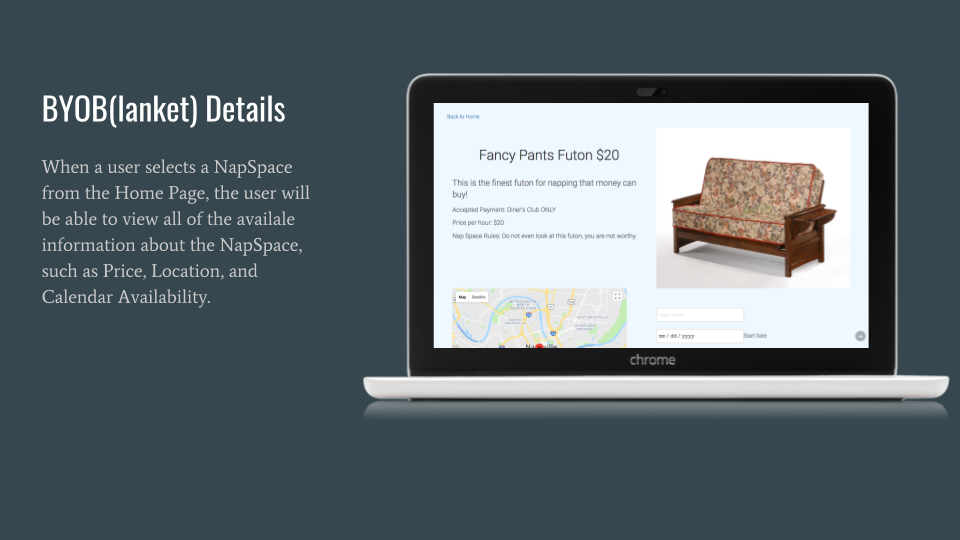 BYOB(lanket) Details
When a user selects a NapSpace
from the Home Page, the user will
be able to view all of the availale
information about the NapSpace,
such as Price, Location, and
Calendar Availability.
Back to Home
Fancy Pants Futon $20
This is the finest futon for napping that money can
buy!
Accepted Payment: Diner's Club ONLY
Price per hour: $20
Nap Space Rules: Do not even look at this futon, you are not worthy.
Map Satellite
mm / dd / yyyy Start Date
chrome